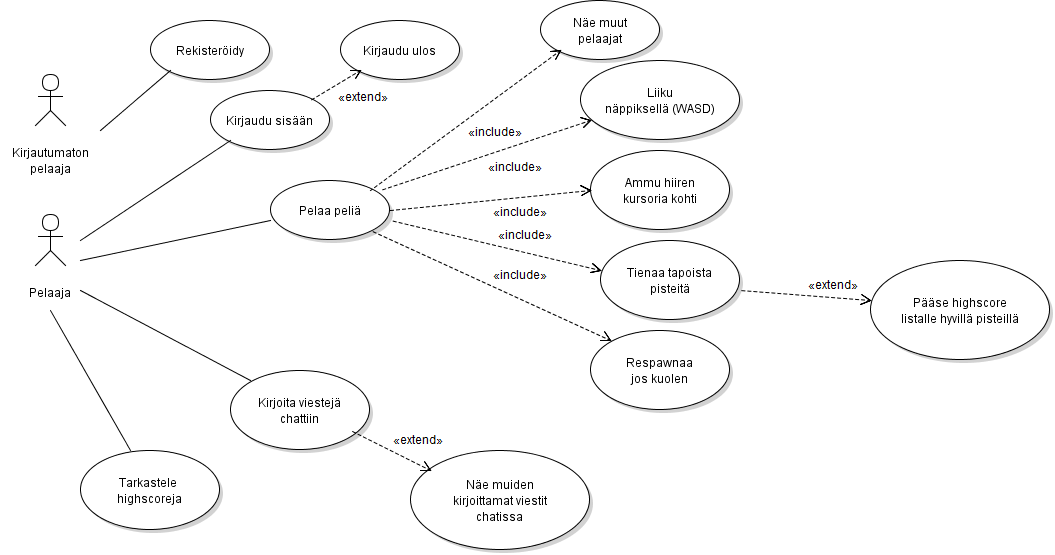 Näe muut
pelaajat
Rekisteröidy
Kirjaudu ulos
«extend»
Liiku
näppiksellä (WASD)
Kirjaudu sisään
«include»
Kirjautumaton
pelaaja
«include»
Ammu hiiren
kursoria kohti
Pelaa peliä
«include»
«include»
Pelaaja
«include»
Tienaa tapoista
pisteitä
«extend»
Pääse highscore
listalle hyvillä pisteillä
Respawnaa
jos kuolen
Kirjoita viestejä
chattiin
«extend»
Tarkastele
highscoreja
Näe muiden
kirjoittamat viestit
chatissa